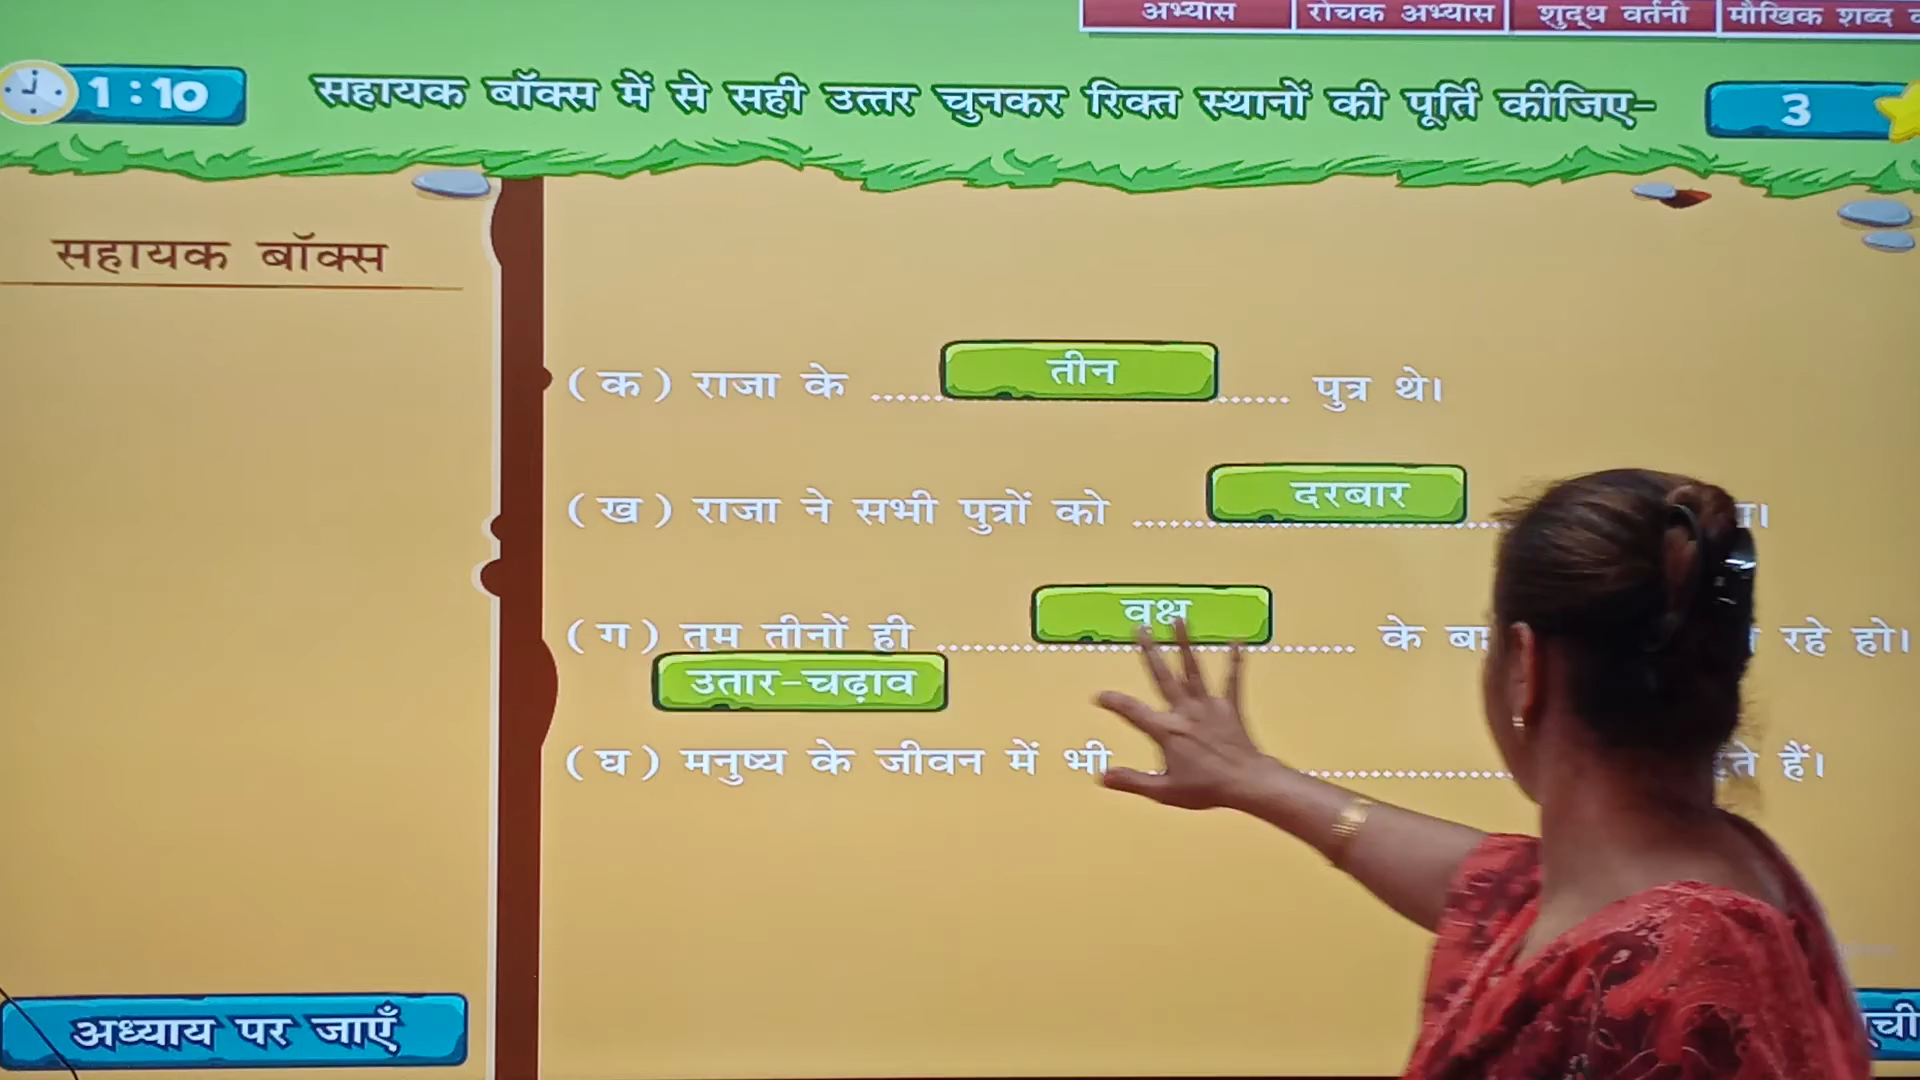 अभ्यास रोचक अभ्यास शुद्ध वर्तनी मौखिक शब्द
1:10 सहायक बॉक्स में से सही उत्तर चुनकर रिक्त स्थानों की पूर्ति कीजिए- 3
सहायक बॉक्स
(क) राजा के ...... तीन ...... पुत्र थे।
(ख) राजा ने सभी पुत्रों को ...... दरबार ......
(ग) तुम तीनों ही ...... वृक्ष ...... के रहे हो।
उतार-चढ़ाव
(घ) मनुष्य के जीवन में भी ...... हैं।
अध्याय पर जाएँ